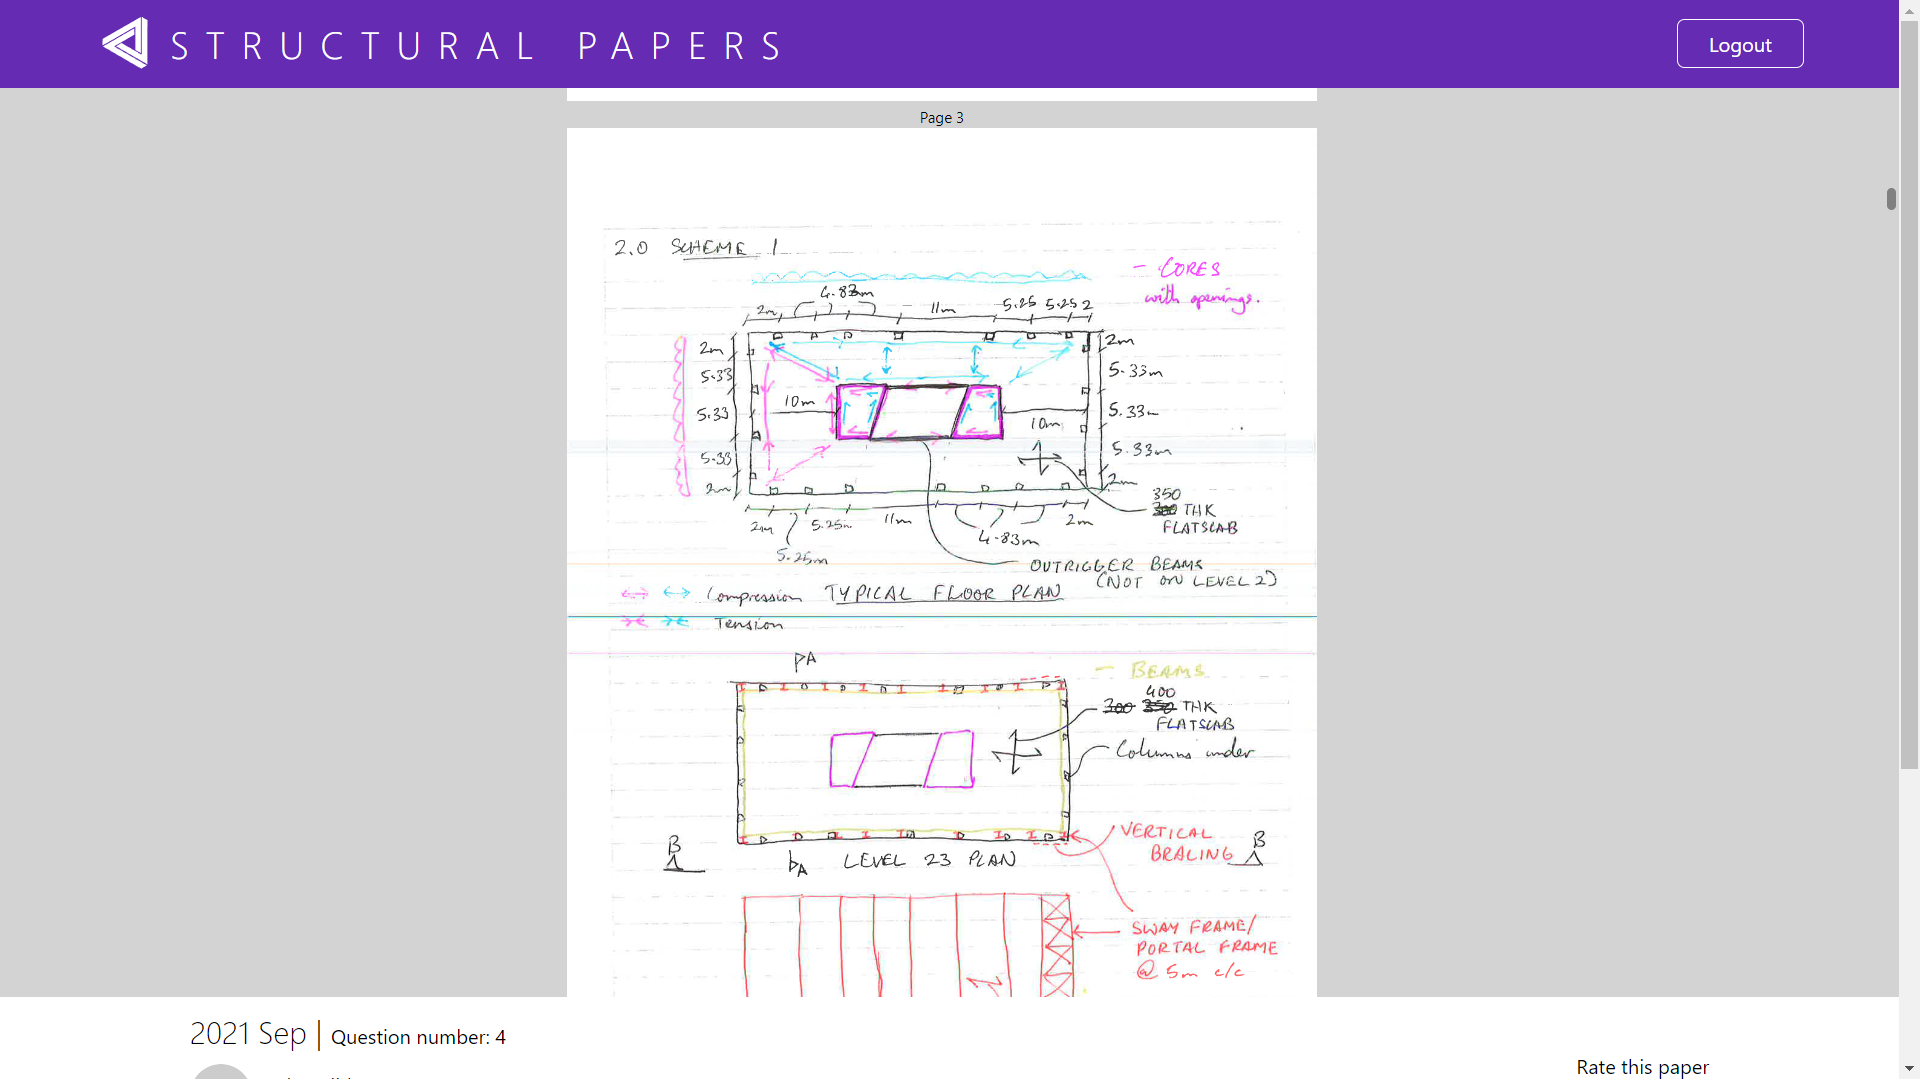 STRUCTURAL PAPERS
Logout
Page 3
2.0 SCHEME 1
- CORES
with openings.
4.83m
2m 11m 5.25 5.25 2
2m 2m
5.33 5.33m
10m
5.33 5.33m
10m
5.33 5.33m
2m 2m
350
THK
FLATSLAB
2m 5.25m 11m 2m
4.83m
5.25m
OUTRIGGER BEAMS
(NOT ON LEVEL 2)
Compression TYPICAL FLOOR PLAN
Tension
A
- BEAMS
400
300 350 THK
FLATSLAB
Columns under
VERTICAL
BRACING
B B
A LEVEL 23 PLAN
SWAY FRAME/
PORTAL FRAME
@ 5m c/c
2021 Sep | Question number: 4
Rate this paper